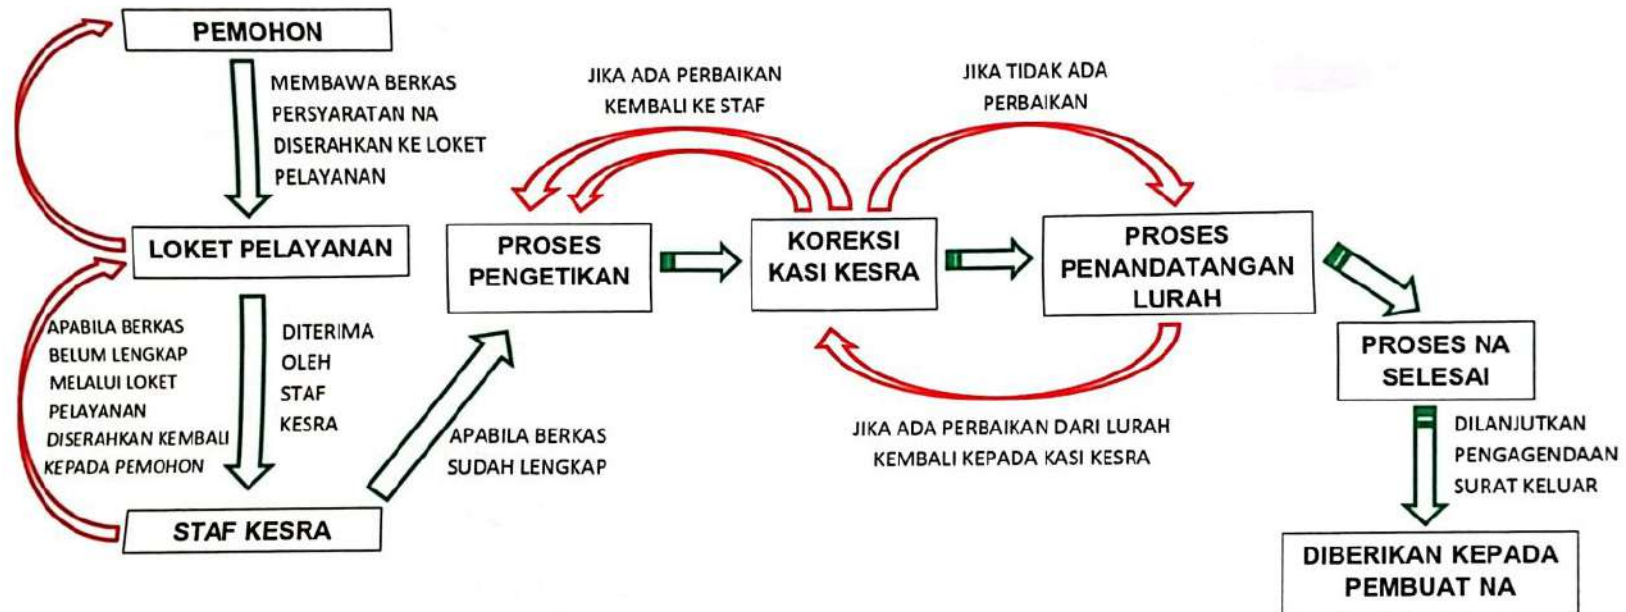 PEMOHON
MEMBAWA BERKAS
PERSYARATAN NA
DISERAHKAN KE LOKET
PELAYANAN
LOKET PELAYANAN
APABILA BERKAS
BELUM LENGKAP
MELALUI LOKET
PELAYANAN
DISERAHKAN KEMBALI
KEPADA PEMOHON
DITERIMA
OLEH
STAF
KESRA
STAF KESRA
APABILA BERKAS
SUDAH LENGKAP
PROSES
PENGETIKAN
JIKA ADA PERBAIKAN
KEMBALI KE STAF
KOREKSI
KASI KESRA
JIKA TIDAK ADA
PERBAIKAN
PROSES
PENANDATANGAN
LURAH
JIKA ADA PERBAIKAN DARI LURAH
KEMBALI KEPADA KASI KESRA
PROSES NA
SELESAI
DILANJUTKAN
PENGAGENDAAN
SURAT KELUAR
DIBERIKAN KEPADA
PEMBUAT NA